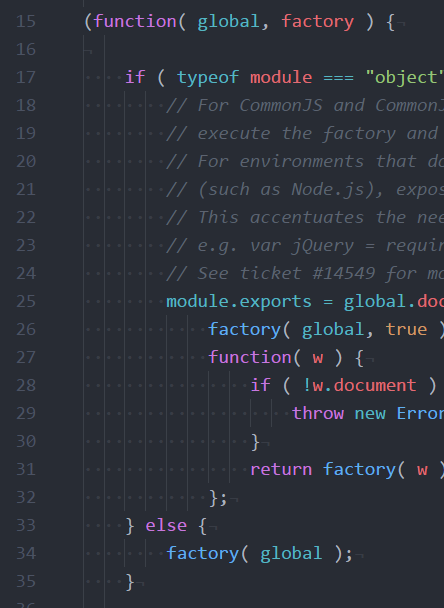 15 (function( global, factory ) {
16
17 if ( typeof module === "object"
18 // For CommonJS and CommonJ
19 // execute the factory and
20 // For environments that do
21 // (such as Node.js), expos
22 // This accentuates the nee
23 // e.g. var jQuery = requir
24 // See ticket #14549 for mo
25 module.exports = global.doc
26 factory( global, true )
27 function( w ) {
28 if ( !w.document )
29 throw new Error
30 }
31 return factory( w )
32 };
33 } else {
34 factory( global );
35 }